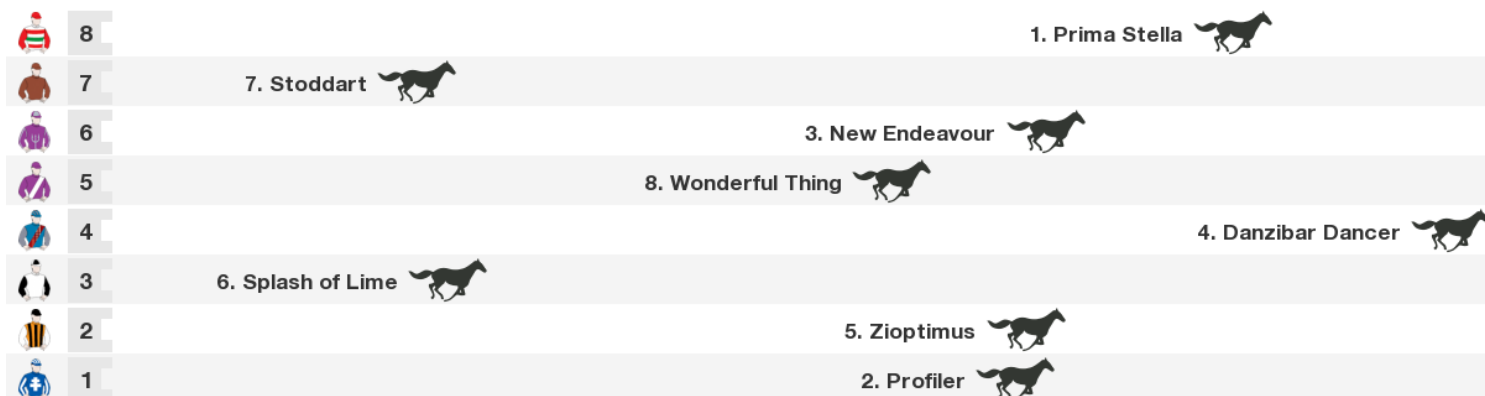 8 1. Prima Stella
7 7. Stoddart
6 3. New Endeavour
5 8. Wonderful Thing
4 4. Danzibar Dancer
3 6. Splash of Lime
2 5. Zioptimus
1 2. Profiler